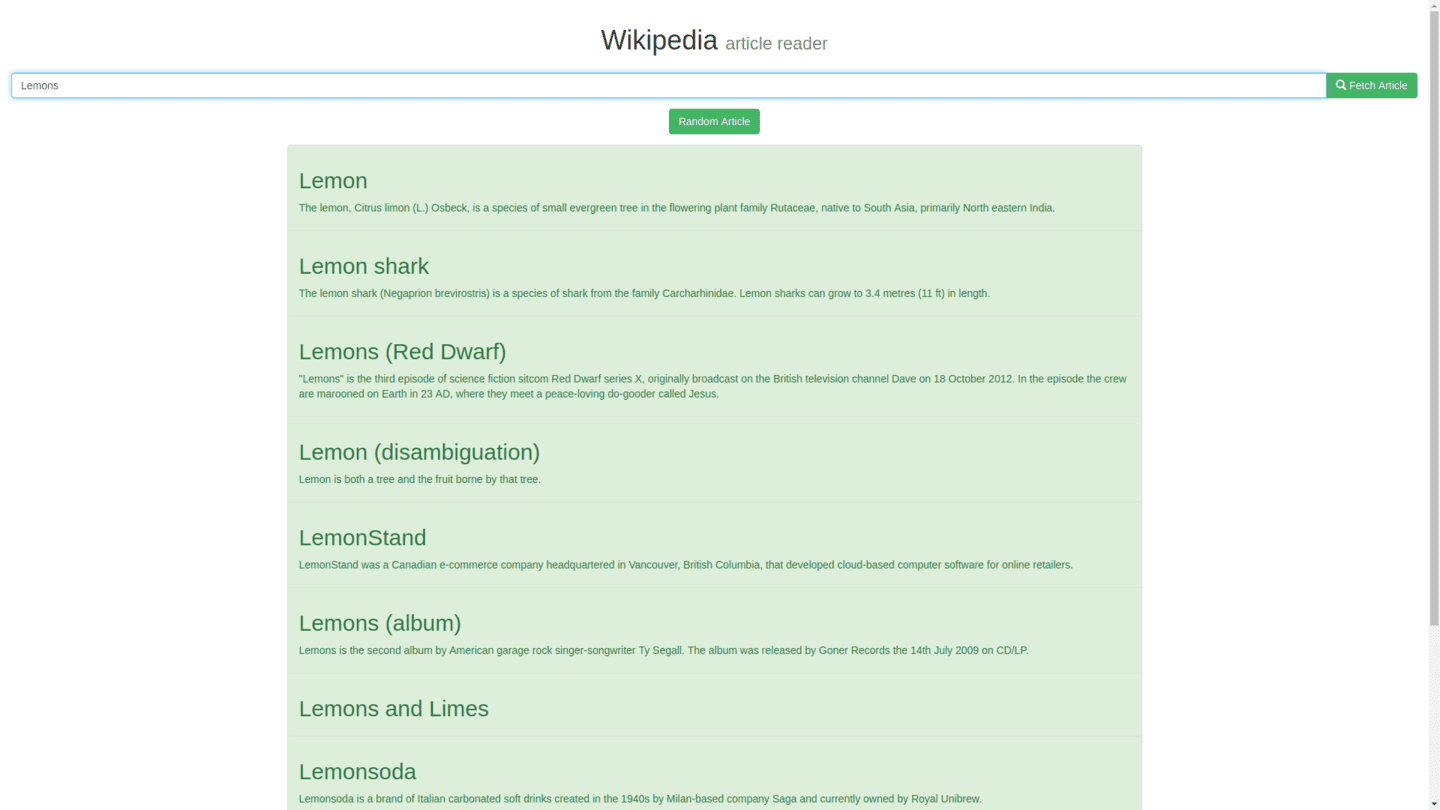 Wikipedia article reader
Lemons
Fetch Article
Random Article
Lemon
The lemon, Citrus limon (L.) Osbeck, is a species of small evergreen tree in the flowering plant family Rutaceae, native to South Asia, primarily North eastern India.
Lemon shark
The lemon shark (Negaprion brevirostris) is a species of shark from the family Carcharhinidae. Lemon sharks can grow to 3.4 metres (11 ft) in length.
Lemons (Red Dwarf)
"Lemons" is the third episode of science fiction sitcom Red Dwarf series X, originally broadcast on the British television channel Dave on 18 October 2012. In the episode the crew
are marooned on Earth in 23 AD, where they meet a peace-loving do-gooder called Jesus.
Lemon (disambiguation)
Lemon is both a tree and the fruit borne by that tree.
LemonStand
LemonStand was a Canadian e-commerce company headquartered in Vancouver, British Columbia, that developed cloud-based computer software for online retailers.
Lemons (album)
Lemons is the second album by American garage rock singer-songwriter Ty Segall. The album was released by Goner Records the 14th July 2009 on CD/LP.
Lemons and Limes
Lemonsoda
Lemonsoda is a brand of Italian carbonated soft drinks created in the 1940s by Milan-based company Saga and currently owned by Royal Unibrew.